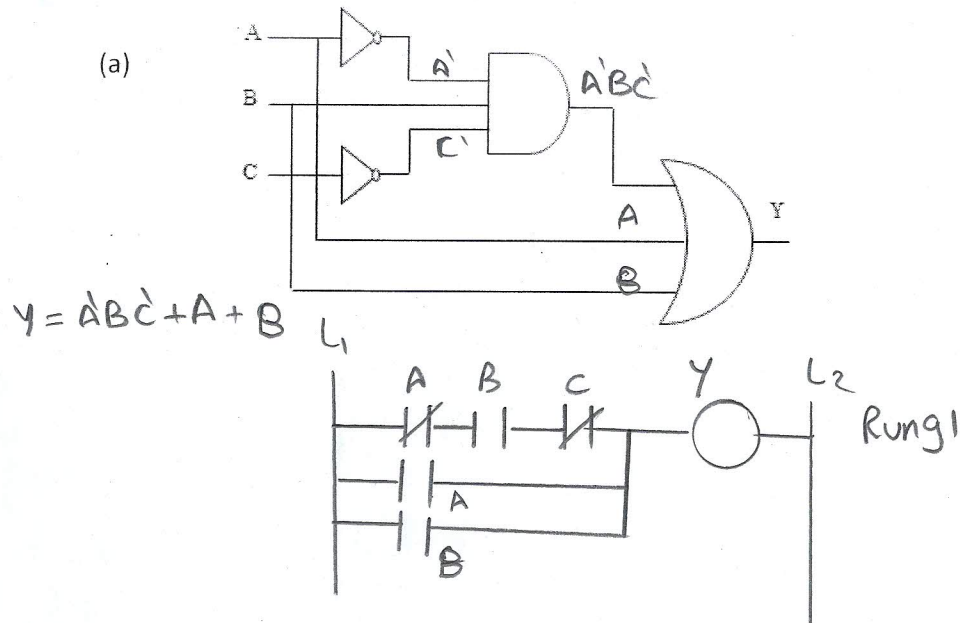 A
(a)
A'
A'BC'
B
C'
C
A
Y
B
Y = A'BC' + A + B
L1
A B C Y L2
Rung1
A
B